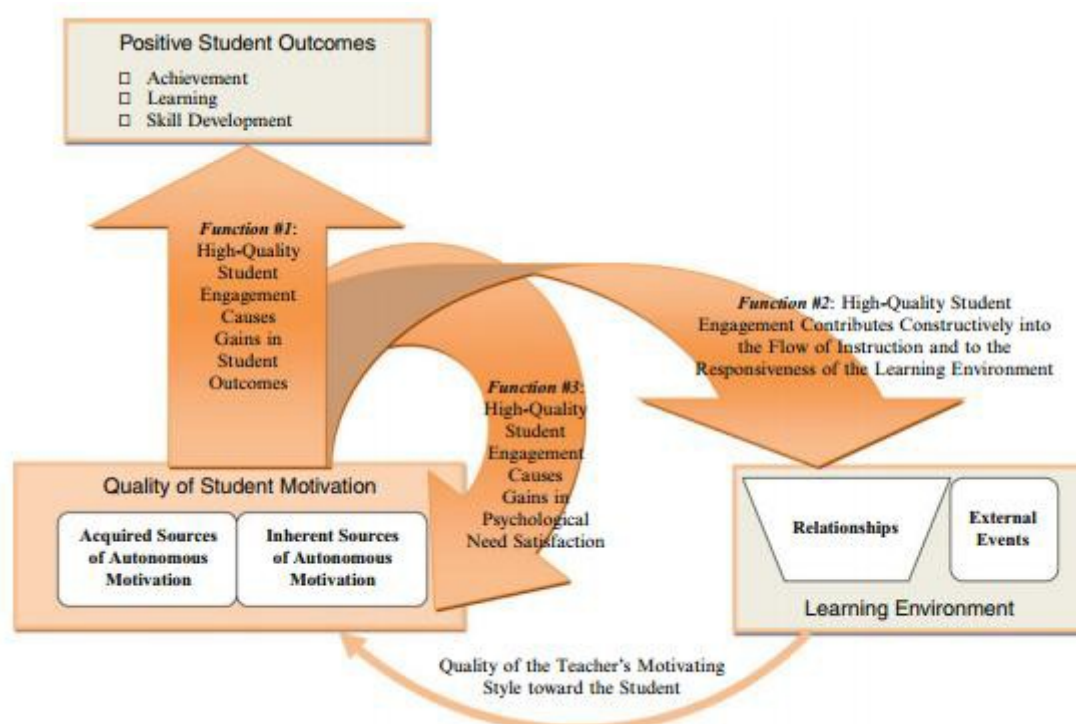 Positive Student Outcomes
☐ Achievement
☐ Learning
☐ Skill Development
Function #1:
High-Quality
Student
Engagement
Causes
Gains in
Student
Outcomes
Function #2: High-Quality Student
Engagement Contributes Constructively into
the Flow of Instruction and to the
Responsiveness of the Learning Environment
Function #3:
High-Quality
Student
Engagement
Causes
Gains in
Psychological
Need Satisfaction
Quality of Student Motivation
Acquired Sources
of Autonomous
Motivation
Inherent Sources
of Autonomous
Motivation
Relationships
External
Events
Learning Environment
Quality of the Teacher's Motivating
Style toward the Student